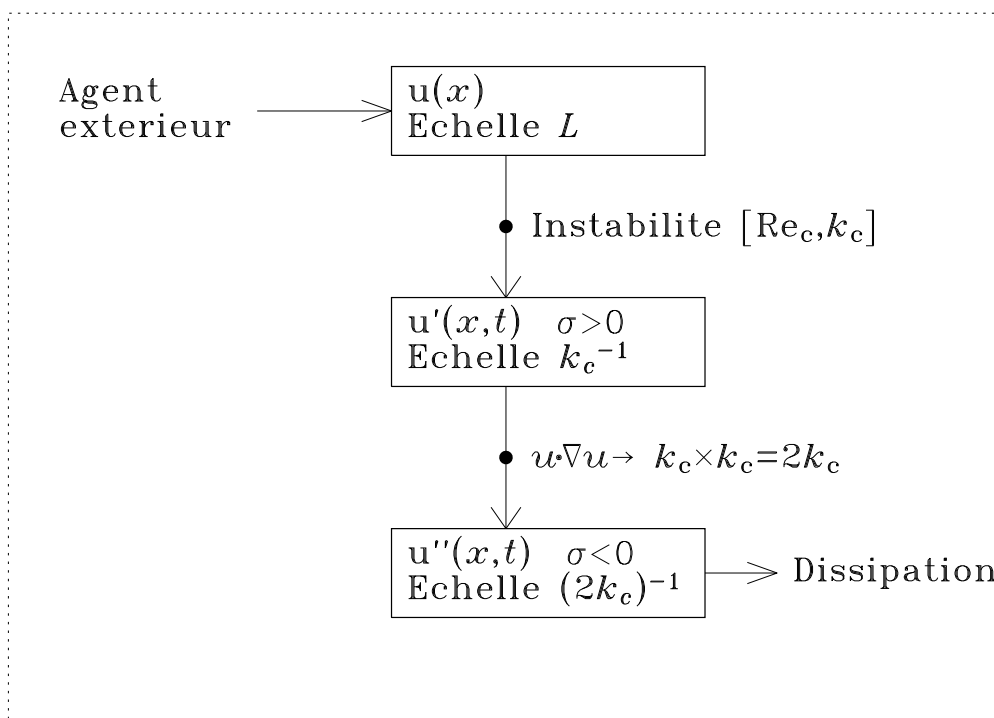 Agent
exterieur
u(x)
Echelle L
Instabilite [Re_c,k_c]
u'(x,t) σ>0
Echelle k_c^-1
u·∇u→ k_c×k_c=2k_c
u''(x,t) σ<0
Echelle (2k_c)^-1
Dissipation